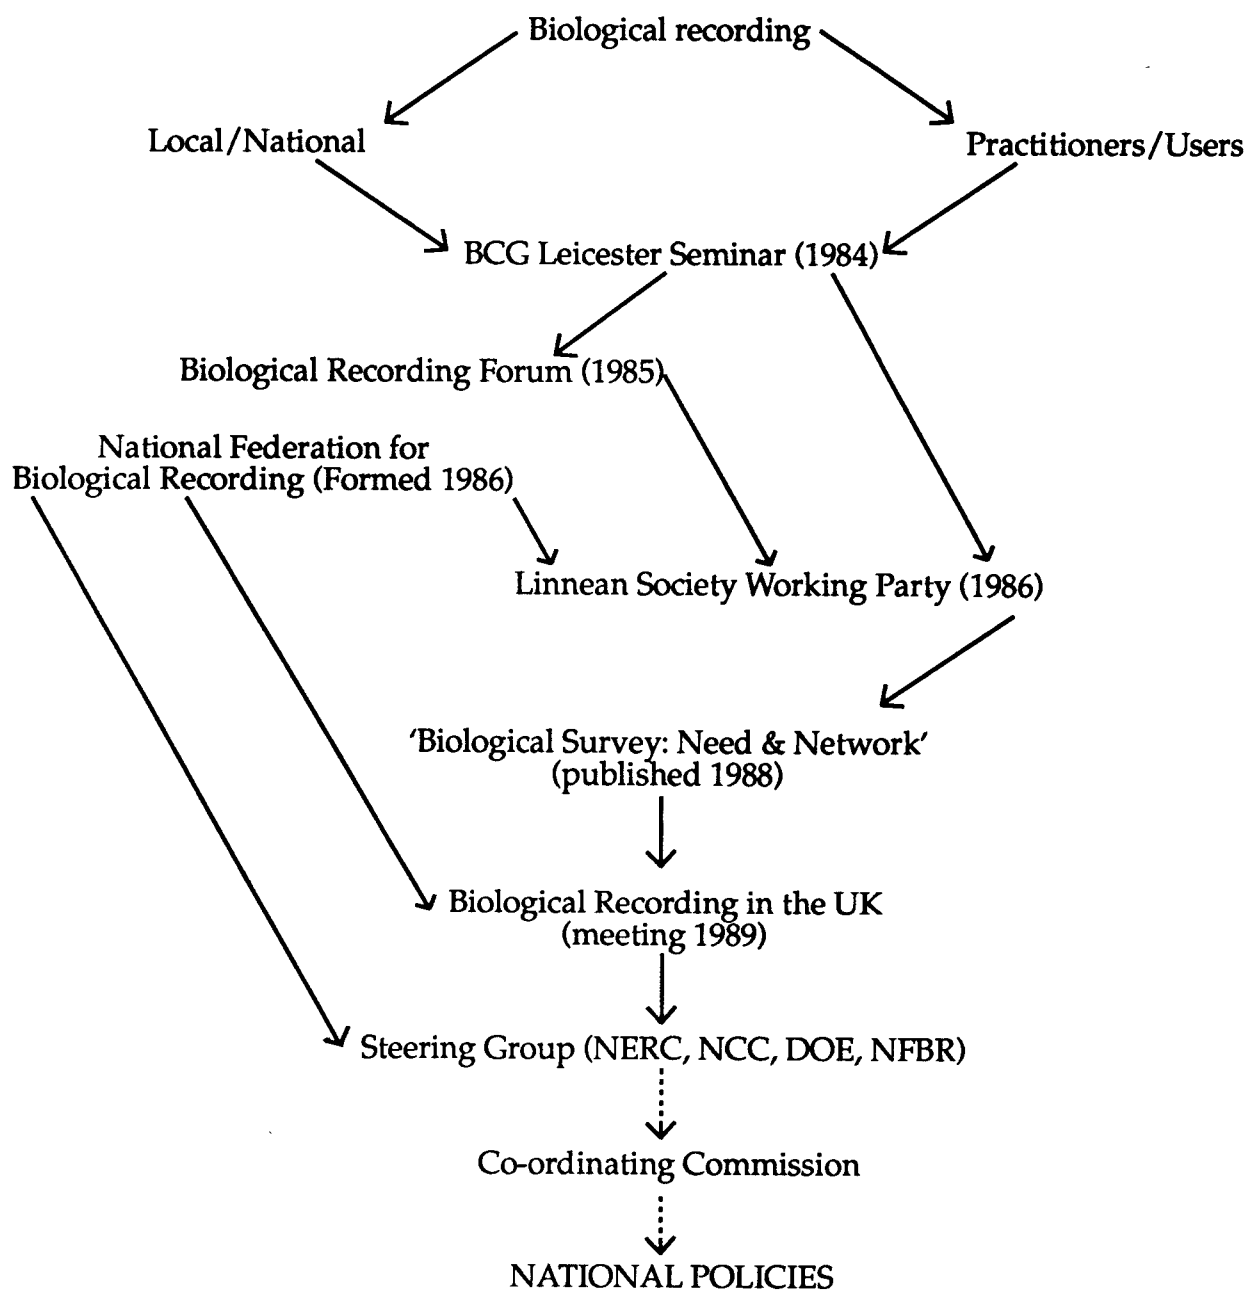 Biological recording
Local/National
Practitioners/Users
BCG Leicester Seminar (1984)
Biological Recording Forum (1985)
National Federation for
Biological Recording (Formed 1986)
Linnean Society Working Party (1986)
'Biological Survey: Need & Network'
(published 1988)
Biological Recording in the UK
(meeting 1989)
Steering Group (NERC, NCC, DOE, NFBR)
Co-ordinating Commission
NATIONAL POLICIES